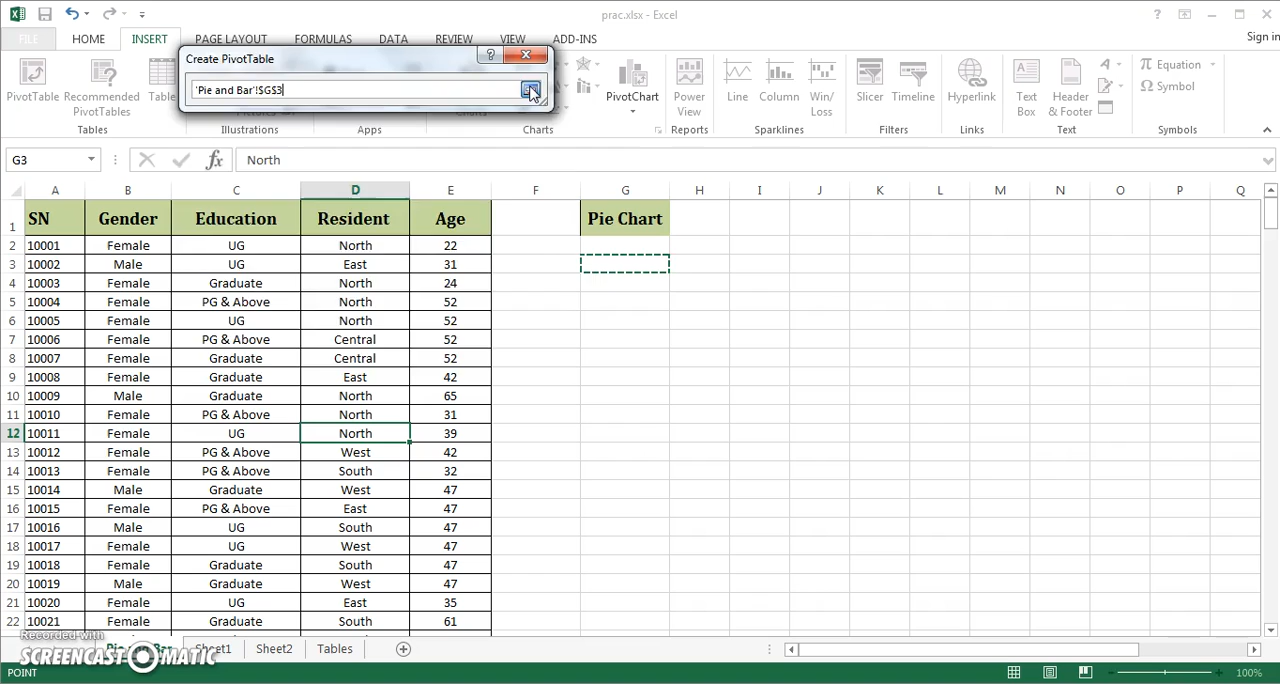 prac.xlsx - Excel
Sign in
FILE HOME INSERT PAGE LAYOUT FORMULAS DATA REVIEW VIEW ADD-INS
Create PivotTable
'Pie and Bar'!$G$3
PivotTable Recommended PivotTables Table
Tables
Illustrations
Apps
PivotChart
Charts
Power View
Reports
Line Column Win/ Loss
Sparklines
Slicer Timeline
Filters
Hyperlink
Links
Text Box Header & Footer
Text
Equation
Symbol
Symbols
G3 fx North
A B C D E F G H I J K L M N O P Q
1 SN Gender Education Resident Age Pie Chart
2 10001 Female UG North 22
3 10002 Male UG East 31
4 10003 Female Graduate North 24
5 10004 Female PG & Above North 52
6 10005 Female UG North 52
7 10006 Female PG & Above Central 52
8 10007 Female Graduate Central 52
9 10008 Female Graduate East 42
10 10009 Male Graduate North 65
11 10010 Female PG & Above North 31
12 10011 Female UG North 39
13 10012 Female PG & Above West 42
14 10013 Female PG & Above South 32
15 10014 Male Graduate West 47
16 10015 Female PG & Above East 47
17 10016 Male UG South 47
18 10017 Female UG West 47
19 10018 Female Graduate South 47
20 10019 Male Graduate West 47
21 10020 Female UG East 35
22 10021 Female Graduate South 61
Recorded with
SCREENCAST-O-MATIC
Sheet1 Sheet2 Tables
POINT 100%